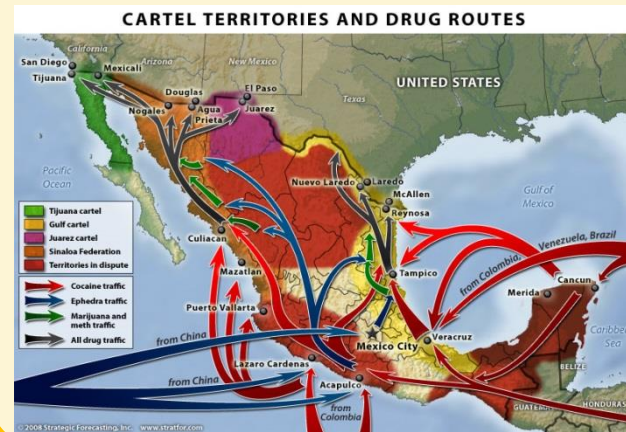 CARTEL TERRITORIES AND DRUG ROUTES
California
Arizona
New Mexico
San Diego
Tijuana
Mexicali
Douglas
El Paso
UNITED STATES
Nogales
Agua
Prieta
Juarez
Texas
Pacific
Ocean
Nuevo Laredo
Laredo
McAllen
Reynosa
Gulf of
Mexico
Tijuana cartel
Gulf cartel
Juarez cartel
Sinaloa Federation
Territories in dispute
Culiacan
Mazatlan
Tampico
from Colombia, Venezuela, Brazil
Cancun
Merida
Cocaine traffic
Ephedra traffic
Marijuana and
meth traffic
All drug traffic
Puerto Vallarta
Mexico City
Veracruz
Caribbean
Sea
from China
Lazaro Cardenas
from China
Acapulco
from
Colombia
BELIZE
GUATEMALA
HONDURAS
© 2008 Strategic Forecasting, Inc. www.stratfor.com